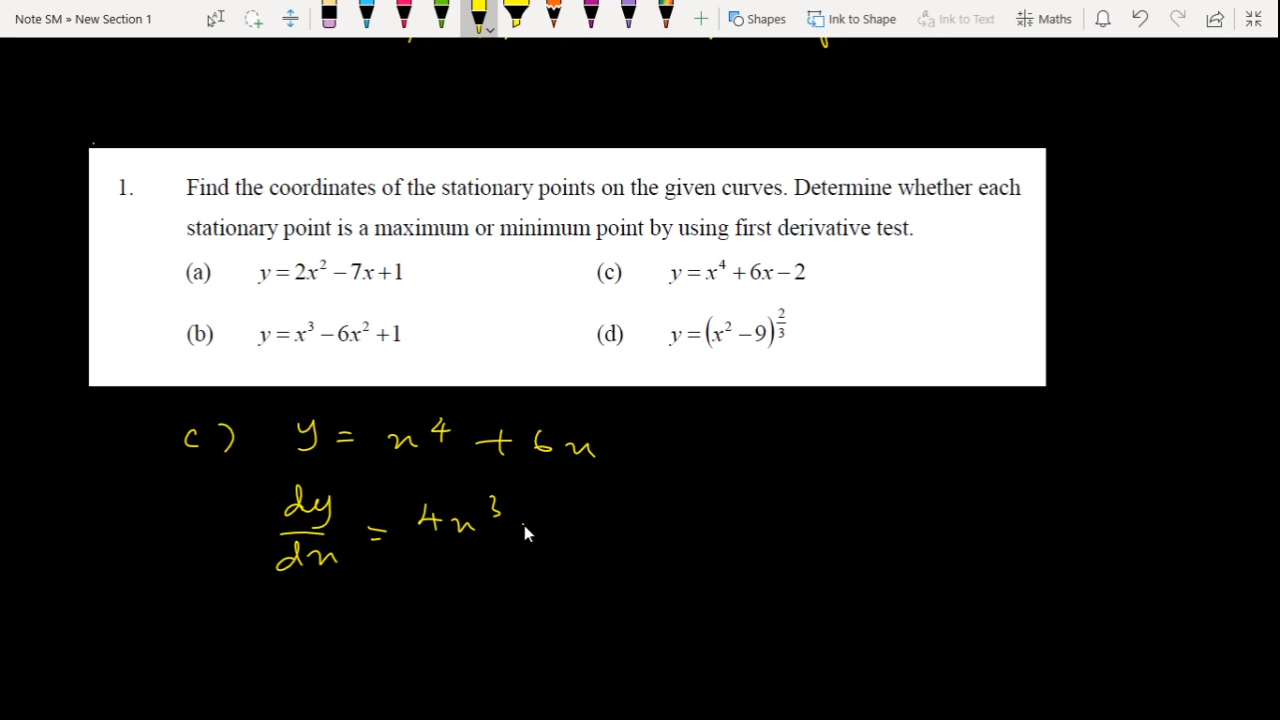 Note SM » New Section 1
Shapes
Ink to Shape
Ink to Text
Maths
1. Find the coordinates of the stationary points on the given curves. Determine whether each
stationary point is a maximum or minimum point by using first derivative test.
(a) y = 2x² − 7x + 1 (c) y = x⁴ + 6x − 2
(b) y = x³ − 6x² + 1 (d) y = (x² − 9)^(2/3)
c) y = x⁴ + 6x
dy/dx = 4x³